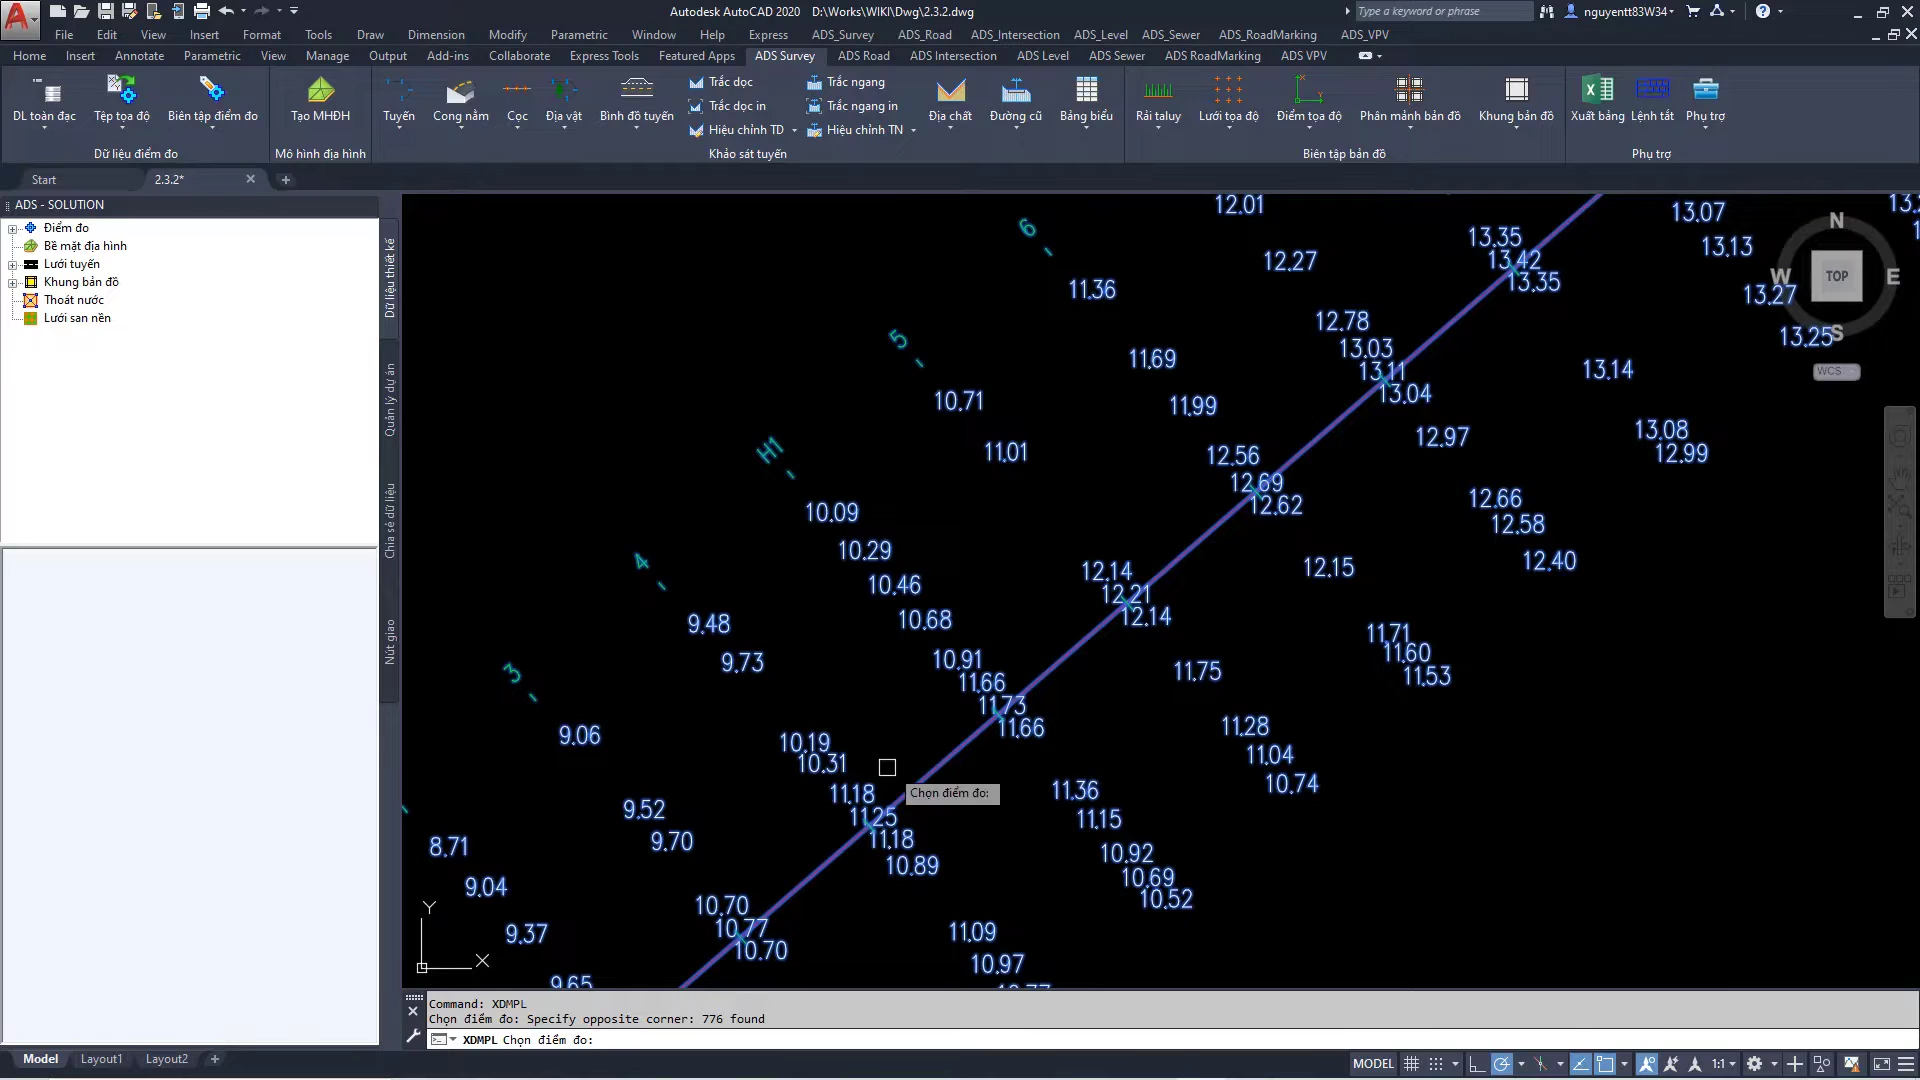 Autodesk AutoCAD 2020 D:\Works\WIKI\Dwg\2.3.2.dwg
Type a keyword or phrase
nguyentt83W34
File Edit View Insert Format Tools Draw Dimension Modify Parametric Window Help Express ADS_Survey ADS_Road ADS_Intersection ADS_Level ADS_Sewer ADS_RoadMarking ADS_VPV
Home Insert Annotate Parametric View Manage Output Add-ins Collaborate Express Tools Featured Apps ADS Survey ADS Road ADS Intersection ADS Level ADS Sewer ADS RoadMarking ADS VPV
DL toàn đạc Tệp tọa độ Biên tập điểm đo
Dữ liệu điểm đo
Tạo MHĐH
Mô hình địa hình
Tuyến Cong nằm Cọc Địa vật Bình đồ tuyến
Trắc dọc Trắc ngang
Trắc dọc in Trắc ngang in
Hiệu chỉnh TD Hiệu chỉnh TN
Địa chất Đường cũ Bảng biểu
Khảo sát tuyến
Rải taluy Lưới tọa độ Điểm tọa độ Phân mảnh bản đồ Khung bản đồ
Biên tập bản đồ
Xuất bảng Lệnh tắt Phụ trợ
Phụ trợ
Start 2.3.2*
ADS - SOLUTION
Điểm đo
Bề mặt địa hình
Lưới tuyến
Khung bản đồ
Thoát nước
Lưới san nền
Dữ liệu thiết kế
Quản lý dự án
Chia sẻ dữ liệu
Nút giao
12.01
13.07
13.35
13.13
13.42
12.27
13.35
6
11.36
13.27
12.78
13.25
5
13.03
11.69
13.11
13.14
13.04
10.71
11.99
13.08
12.97
H1
11.01
12.56
12.99
12.69
12.66
12.62
10.09
12.58
10.29
12.40
4
12.15
12.14
10.46
12.21
12.14
10.68
9.48
11.71
11.60
9.73
10.91
11.75
11.53
3
11.66
11.73
11.66
11.28
9.06
10.19
11.04
10.31
10.74
11.18
11.36
9.52
11.25
11.15
9.70
11.18
8.71
10.92
10.89
10.69
9.04
10.52
10.70
10.77
11.09
9.37
10.70
10.97
9.65
N
W TOP E
S
WCS
Y
X
Chọn điểm đo:
Command: XDMPL
Chọn điểm đo: Specify opposite corner: 776 found
XDMPL Chọn điểm đo:
Model Layout1 Layout2
MODEL 1:1